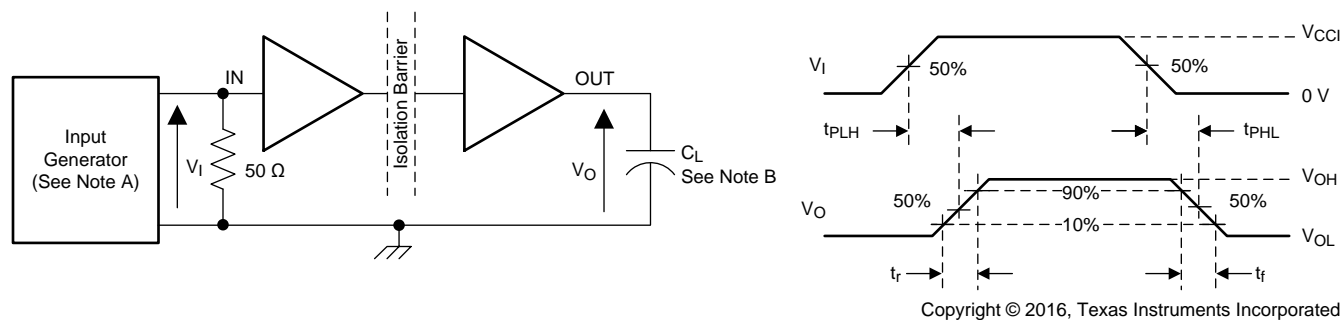 Input
Generator
(See Note A)
V_I
IN
50 Ω
Isolation Barrier
OUT
V_O
C_L
See Note B
V_I
50%
50%
V_CCI
0 V
t_PLH
t_PHL
V_O
50%
90%
10%
50%
V_OH
V_OL
t_r
t_f
Copyright © 2016, Texas Instruments Incorporated